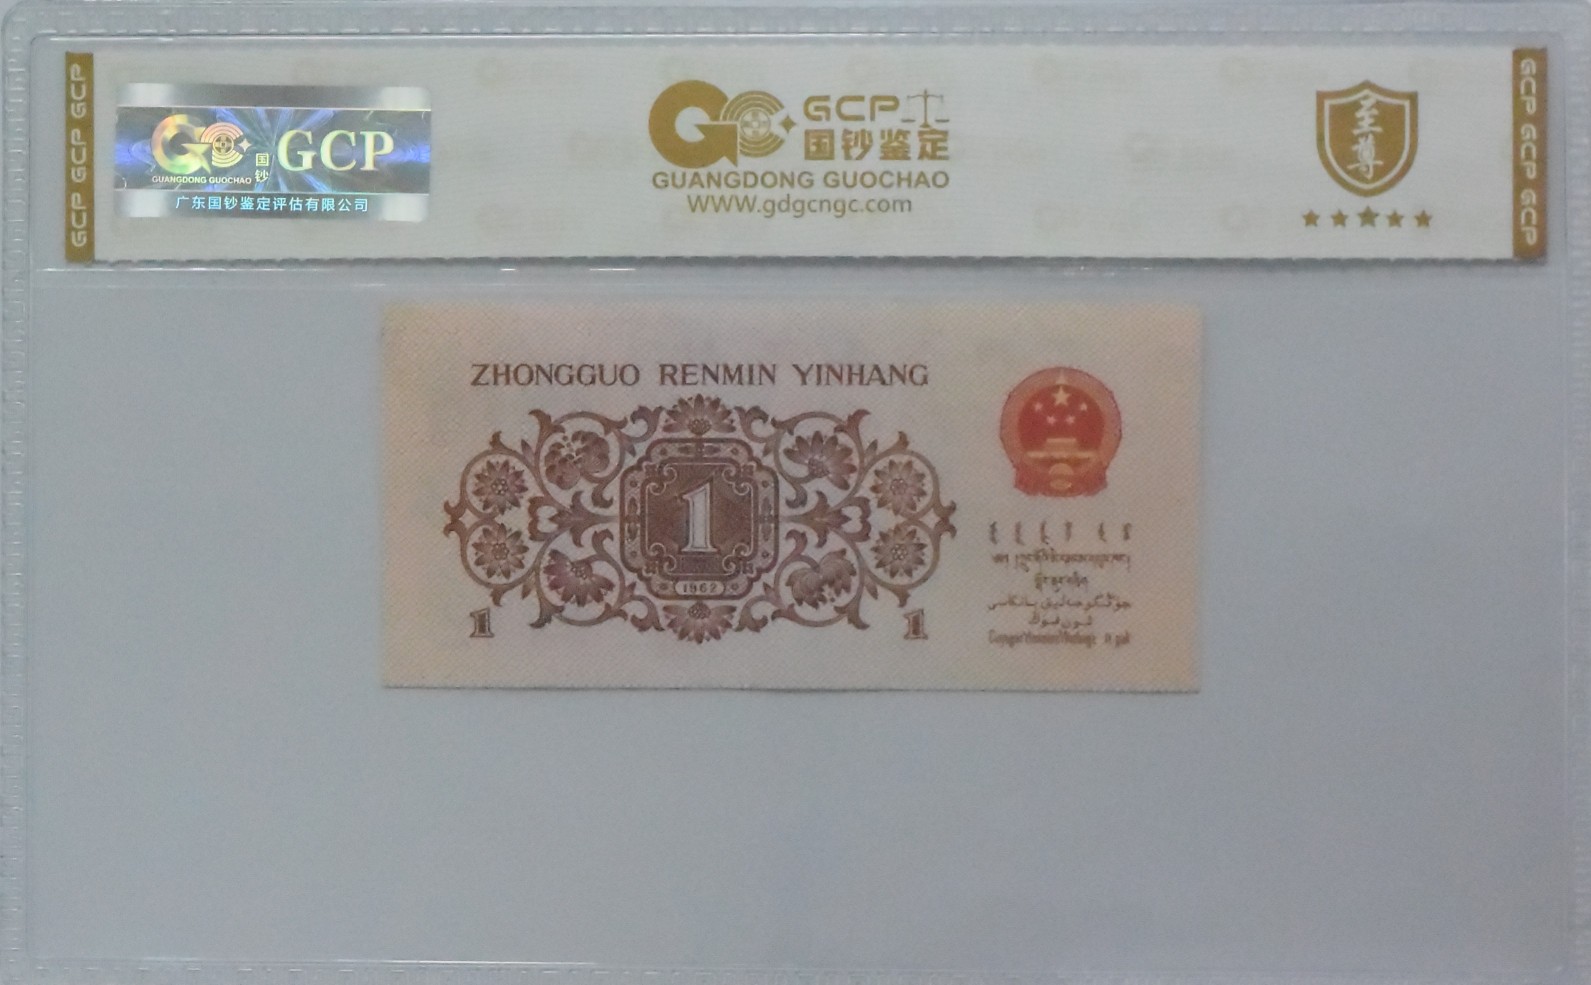 GCP GCP GCP
GCP
国钞
GUANGDONG GUOCHAO
广东国钞鉴定评估有限公司
GCP
国钞鉴定
GUANGDONG GUOCHAO
WWW.gdgcngc.com
至尊
GCP GCP GCP
ZHONGGUO RENMIN YINHANG
1
1962
1
1